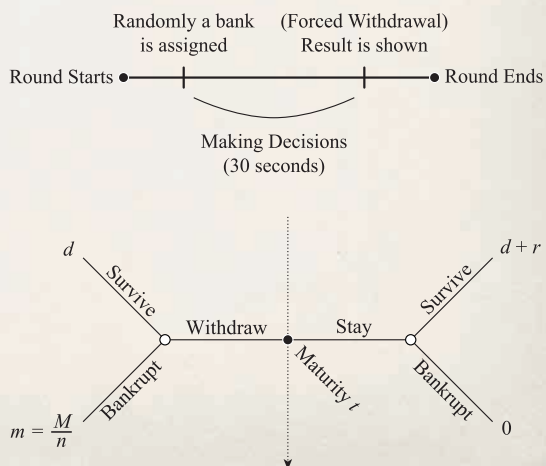 Randomly a bank
is assigned
(Forced Withdrawal)
Result is shown
Round Starts
Round Ends
Making Decisions
(30 seconds)
d
d + r
Survive
Survive
Withdraw
Stay
Bankrupt
Maturity t
Bankrupt
m = M/n
0